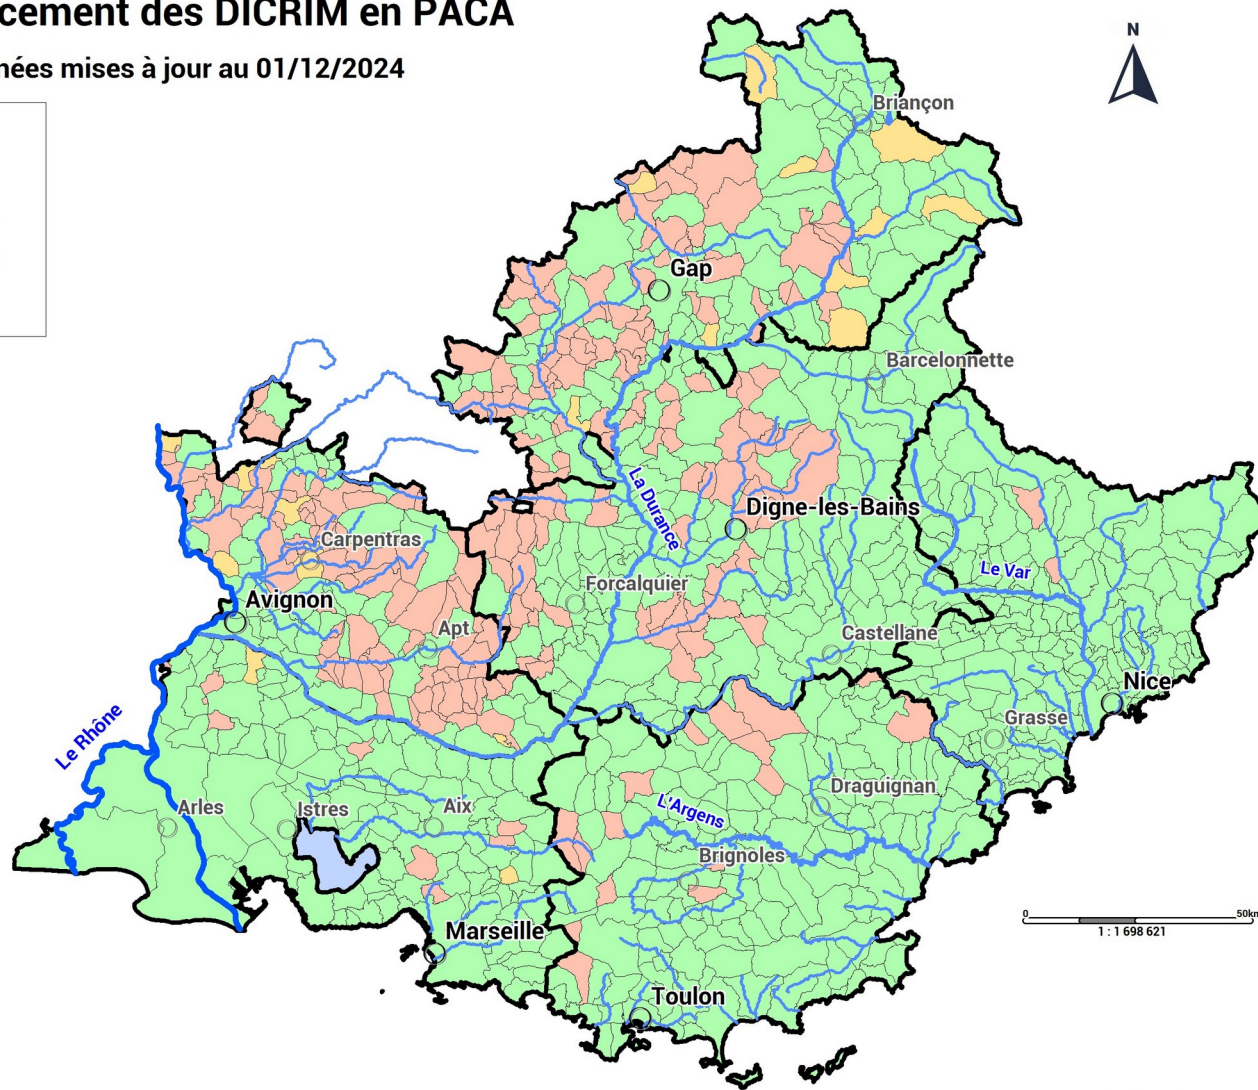 cement des DICRIM en PACA
nées mises à jour au 01/12/2024
N
Briançon
Gap
Barcelonnette
La Durance
Digne-les-Bains
Carpentras
Le Var
Forcalquier
Avignon
Apt
Castellane
Nice
Le Rhône
Grasse
Draguignan
Arles
Istres
Aix
L'Argens
Brignoles
Marseille
0 50km
1 : 1 698 621
Toulon